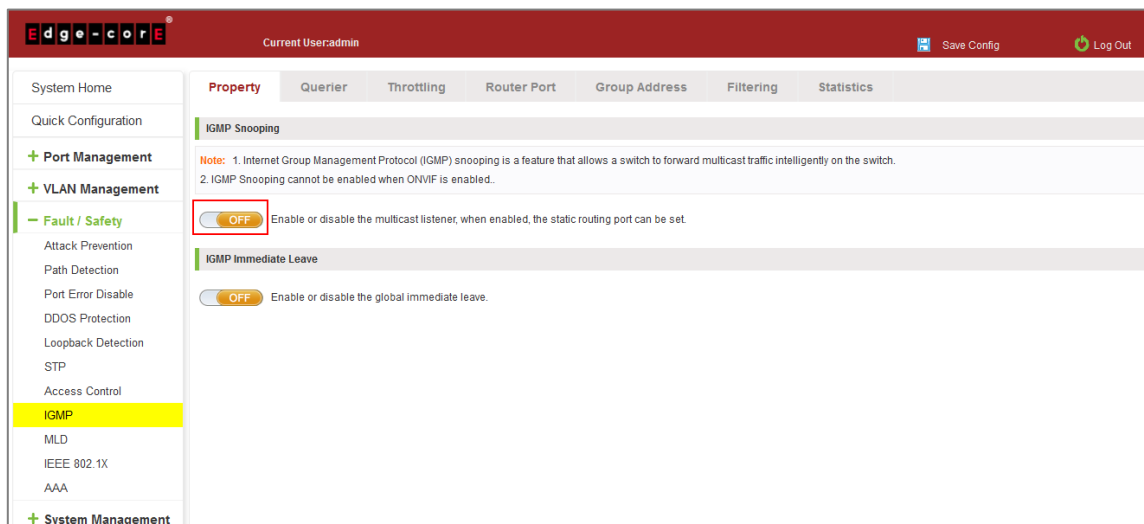 Edge-corE®
Current User:admin
Save Config
Log Out
System Home
Quick Configuration
+ Port Management
+ VLAN Management
− Fault / Safety
Attack Prevention
Path Detection
Port Error Disable
DDOS Protection
Loopback Detection
STP
Access Control
IGMP
MLD
IEEE 802.1X
AAA
+ System Management
Property Querier Throttling Router Port Group Address Filtering Statistics
IGMP Snooping
Note: 1. Internet Group Management Protocol (IGMP) snooping is a feature that allows a switch to forward multicast traffic intelligently on the switch.
2. IGMP Snooping cannot be enabled when ONVIF is enabled..
OFF Enable or disable the multicast listener, when enabled, the static routing port can be set.
IGMP Immediate Leave
OFF Enable or disable the global immediate leave.